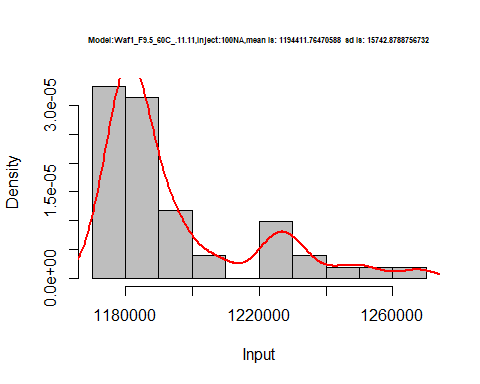 Model:Waf1_F9.5_60C_.11.11,Inject:100NA,mean is: 1194411.76470588 sd is: 15742.8788756732
Density
0.0e+00 1.5e-05 3.0e-05
1180000 1220000 1260000
Input